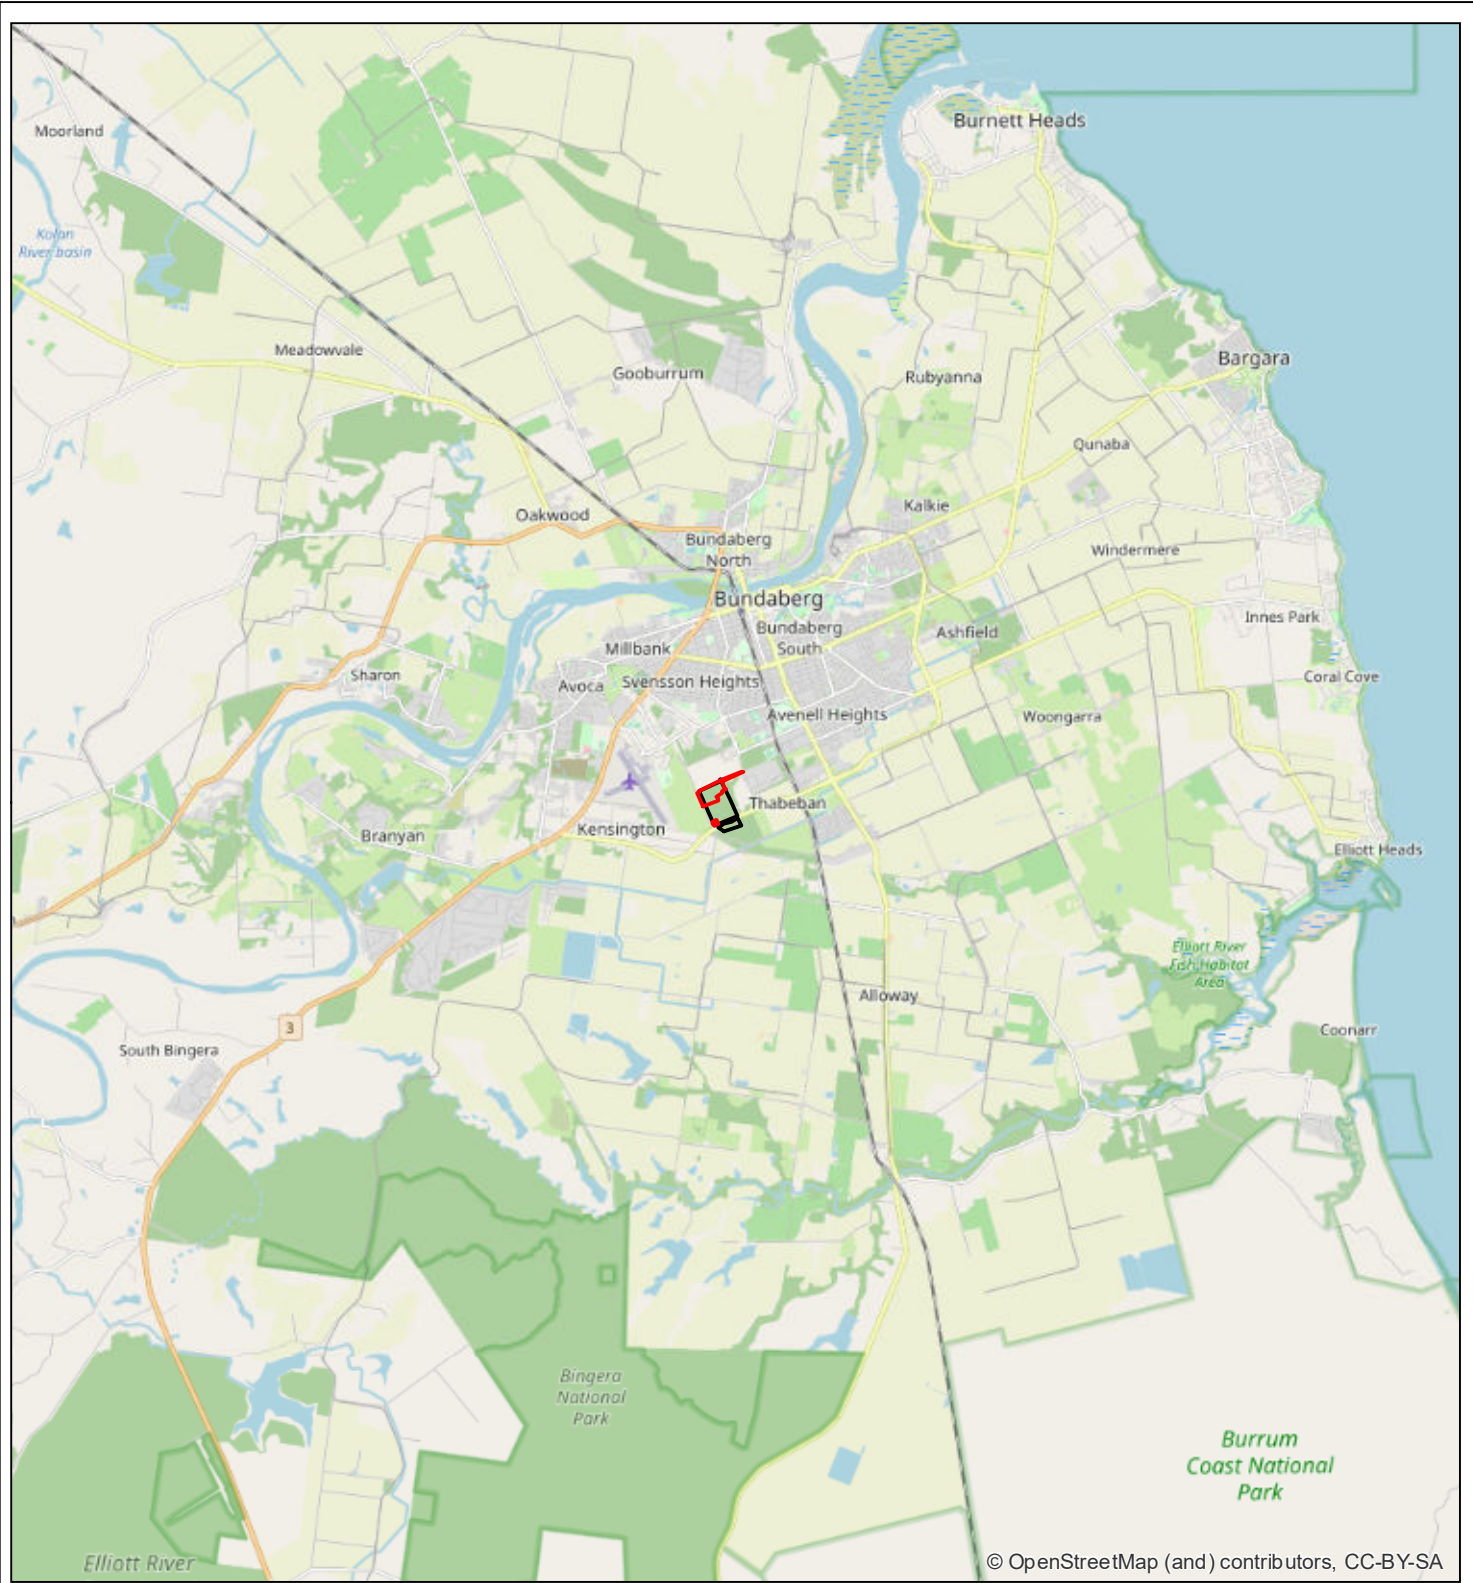 Burnett Heads
Moorland
Kolan
River basin
Meadowvale
Bargara
Gooburrum
Rubyanna
Qunaba
Kalkie
Oakwood
Bundaberg
North
Windermere
Bundaberg
Innes Park
Bundaberg
South
Ashfield
Millbank
Sharon
Coral Cove
Avoca
Svensson Heights
Avenell Heights
Woongarra
Thabeban
Kensington
Branyan
Elliott Heads
Elliott River
Fish Habitat
Area
Alloway
3
Coonarr
South Bingera
Bingera
National
Park
Burrum
Coast National
Park
Elliott River
© OpenStreetMap (and) contributors, CC-BY-SA